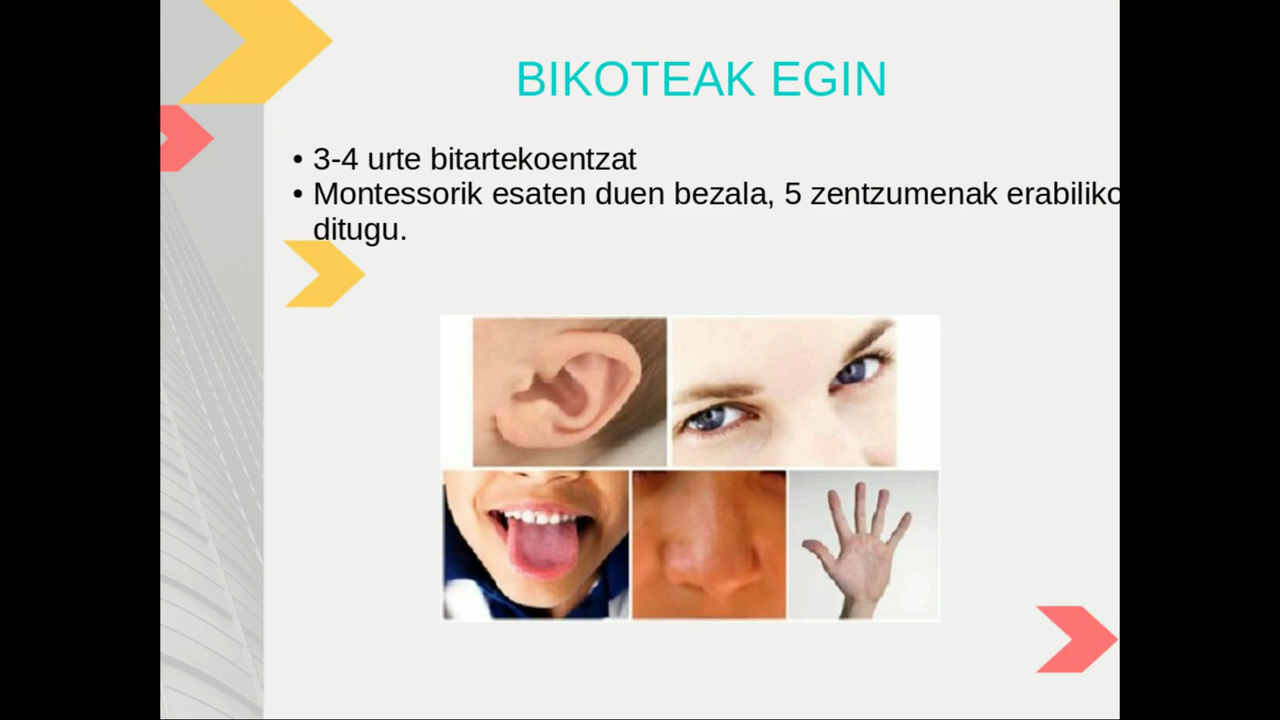 BIKOTEAK EGIN
• 3-4 urte bitartekoentzat
• Montessorik esaten duen bezala, 5 zentzumenak erabiliko
ditugu.